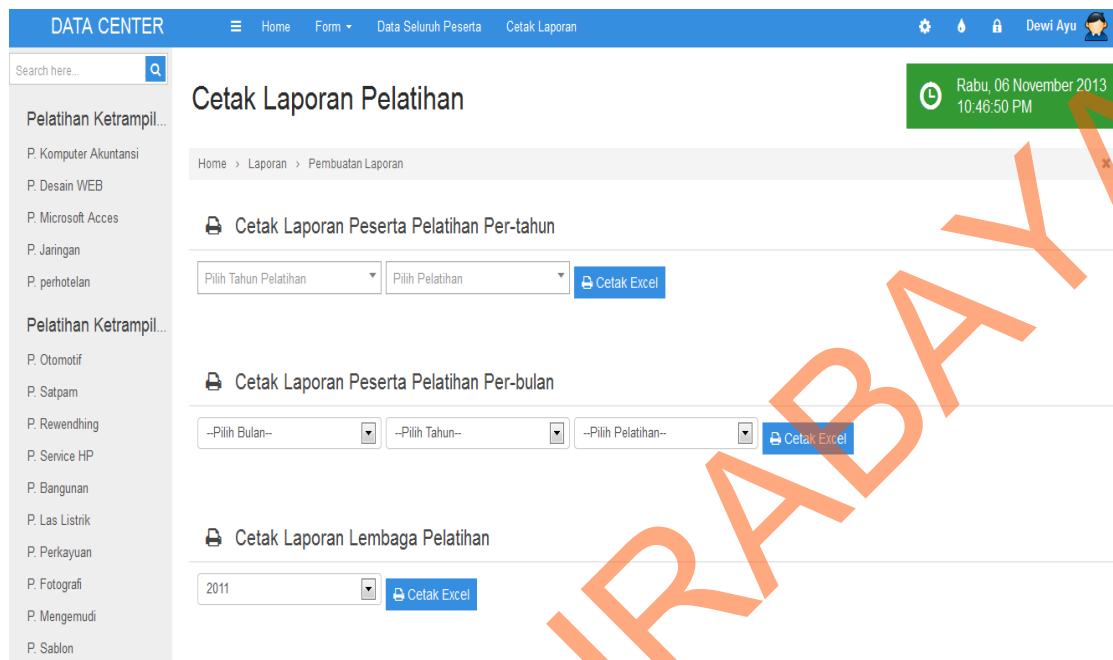 DATA CENTER
Home Form Data Seluruh Peserta Cetak Laporan Dewi Ayu
Search here...
Pelatihan Ketrampil...
P. Komputer Akuntansi
P. Desain WEB
P. Microsoft Acces
P. Jaringan
P. perhotelan
Pelatihan Ketrampil...
P. Otomotif
P. Satpam
P. Rewendhing
P. Service HP
P. Bangunan
P. Las Listrik
P. Perkayuan
P. Fotografi
P. Mengemudi
P. Sablon
Cetak Laporan Pelatihan
Rabu, 06 November 2013
10:46:50 PM
Home > Laporan > Pembuatan Laporan
Cetak Laporan Peserta Pelatihan Per-tahun
Pilih Tahun Pelatihan Pilih Pelatihan Cetak Excel
Cetak Laporan Peserta Pelatihan Per-bulan
--Pilih Bulan-- --Pilih Tahun-- --Pilih Pelatihan-- Cetak Excel
Cetak Laporan Lembaga Pelatihan
2011 Cetak Excel